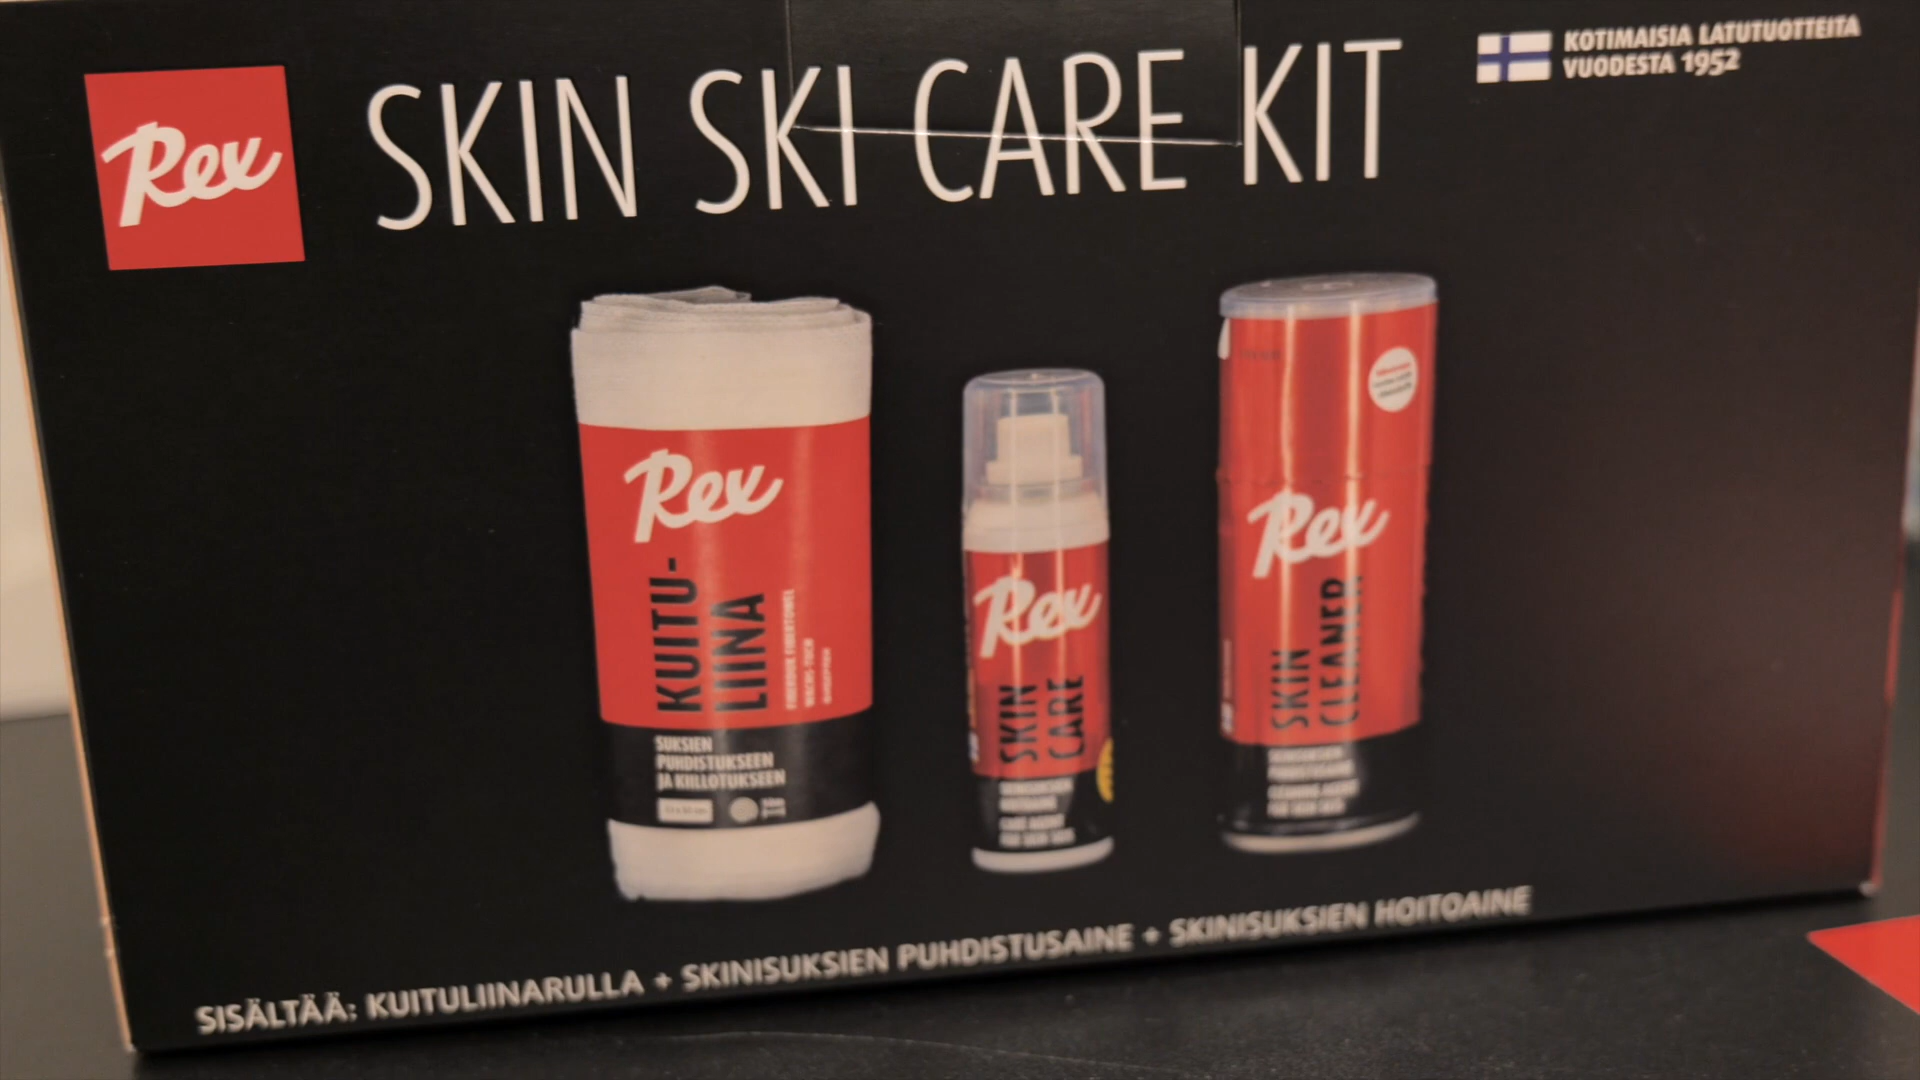 Rex
SKIN SKI CARE KIT
KOTIMAISIA LATUTUOTTEITA
VUODESTA 1952
Rex
KUITU-
LIINA
SUKSIEN
PUHDISTUKSEEN
JA KIILLOTUKSEEN
Rex
SKIN
CARE
Rex
SKIN
CLEANER
SISÄLTÄÄ: KUITULIINARULLA + SKINISUKSIEN PUHDISTUSAINE + SKINISUKSIEN HOITOAINE